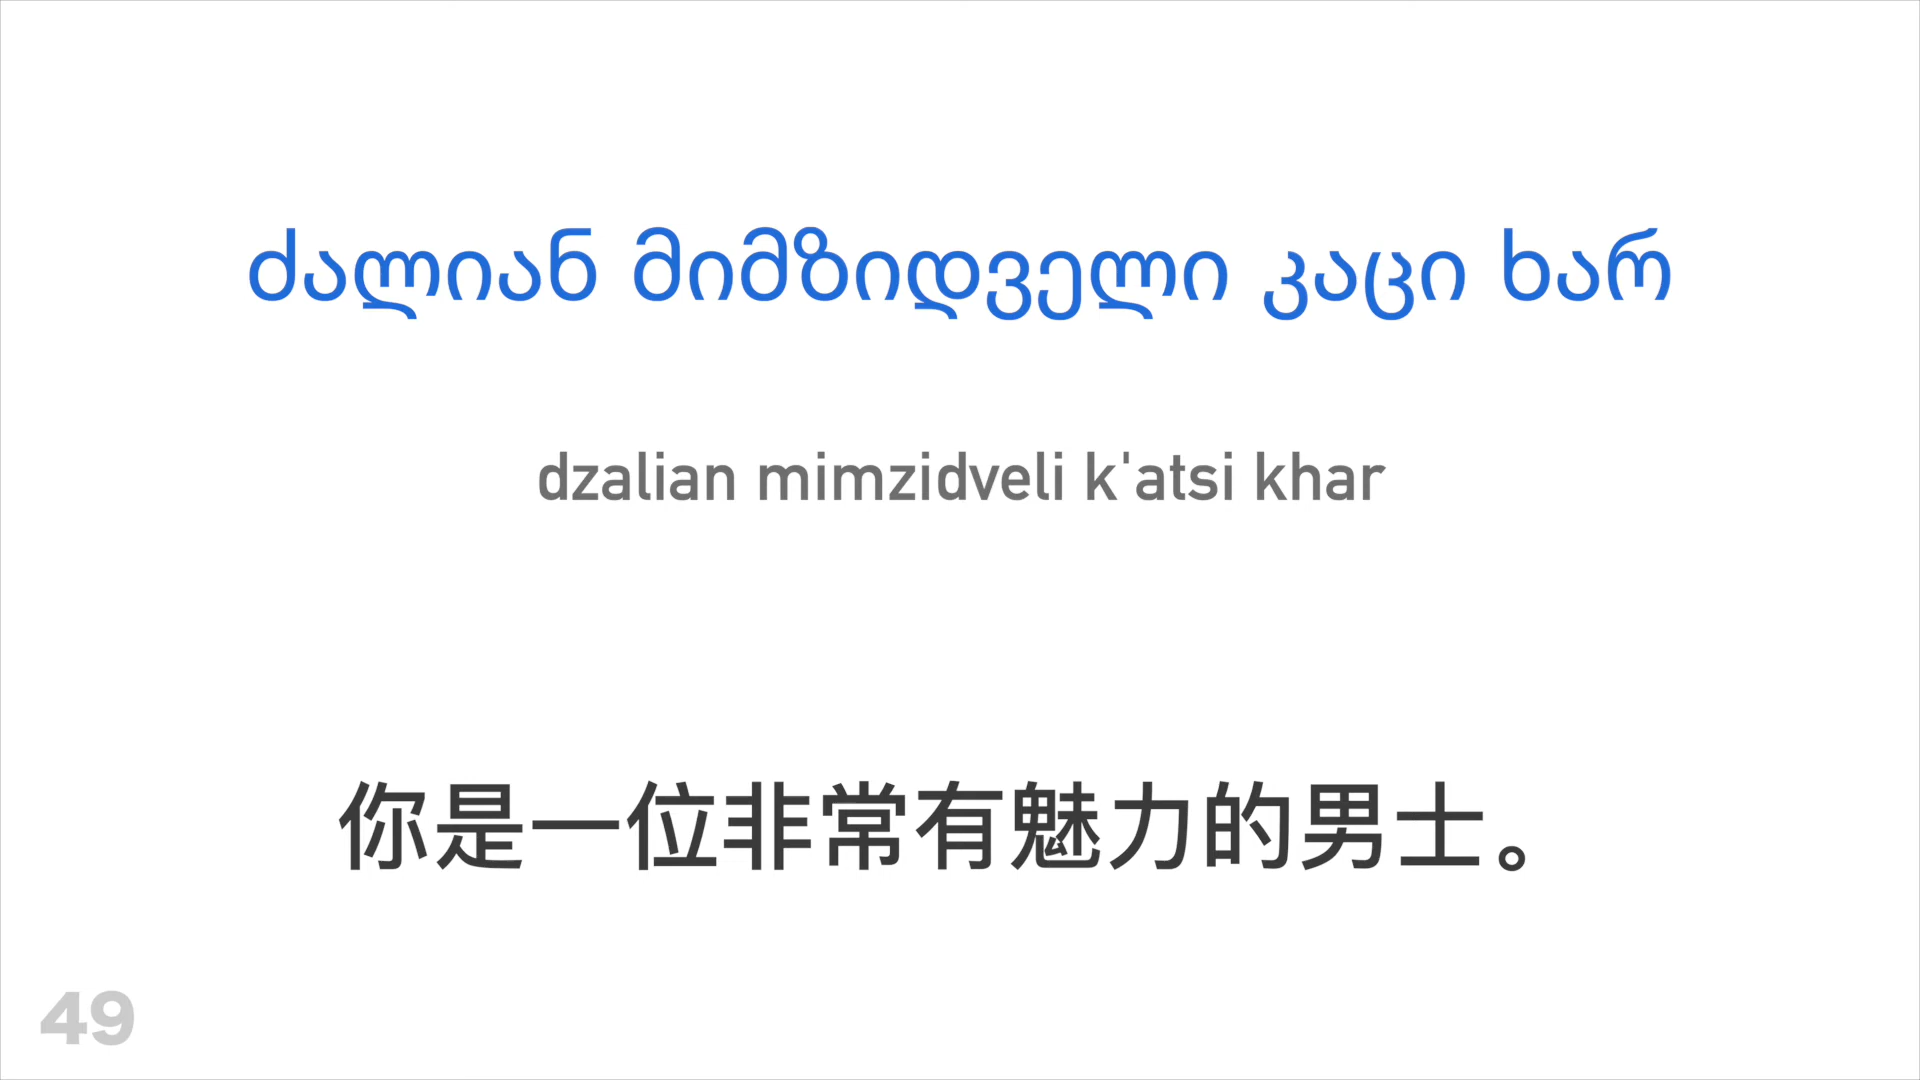 ძალიან მიმზიდველი კაცი ხარ
dzalian mimzidveli k'atsi khar
你是一位非常有魅力的男士。
49